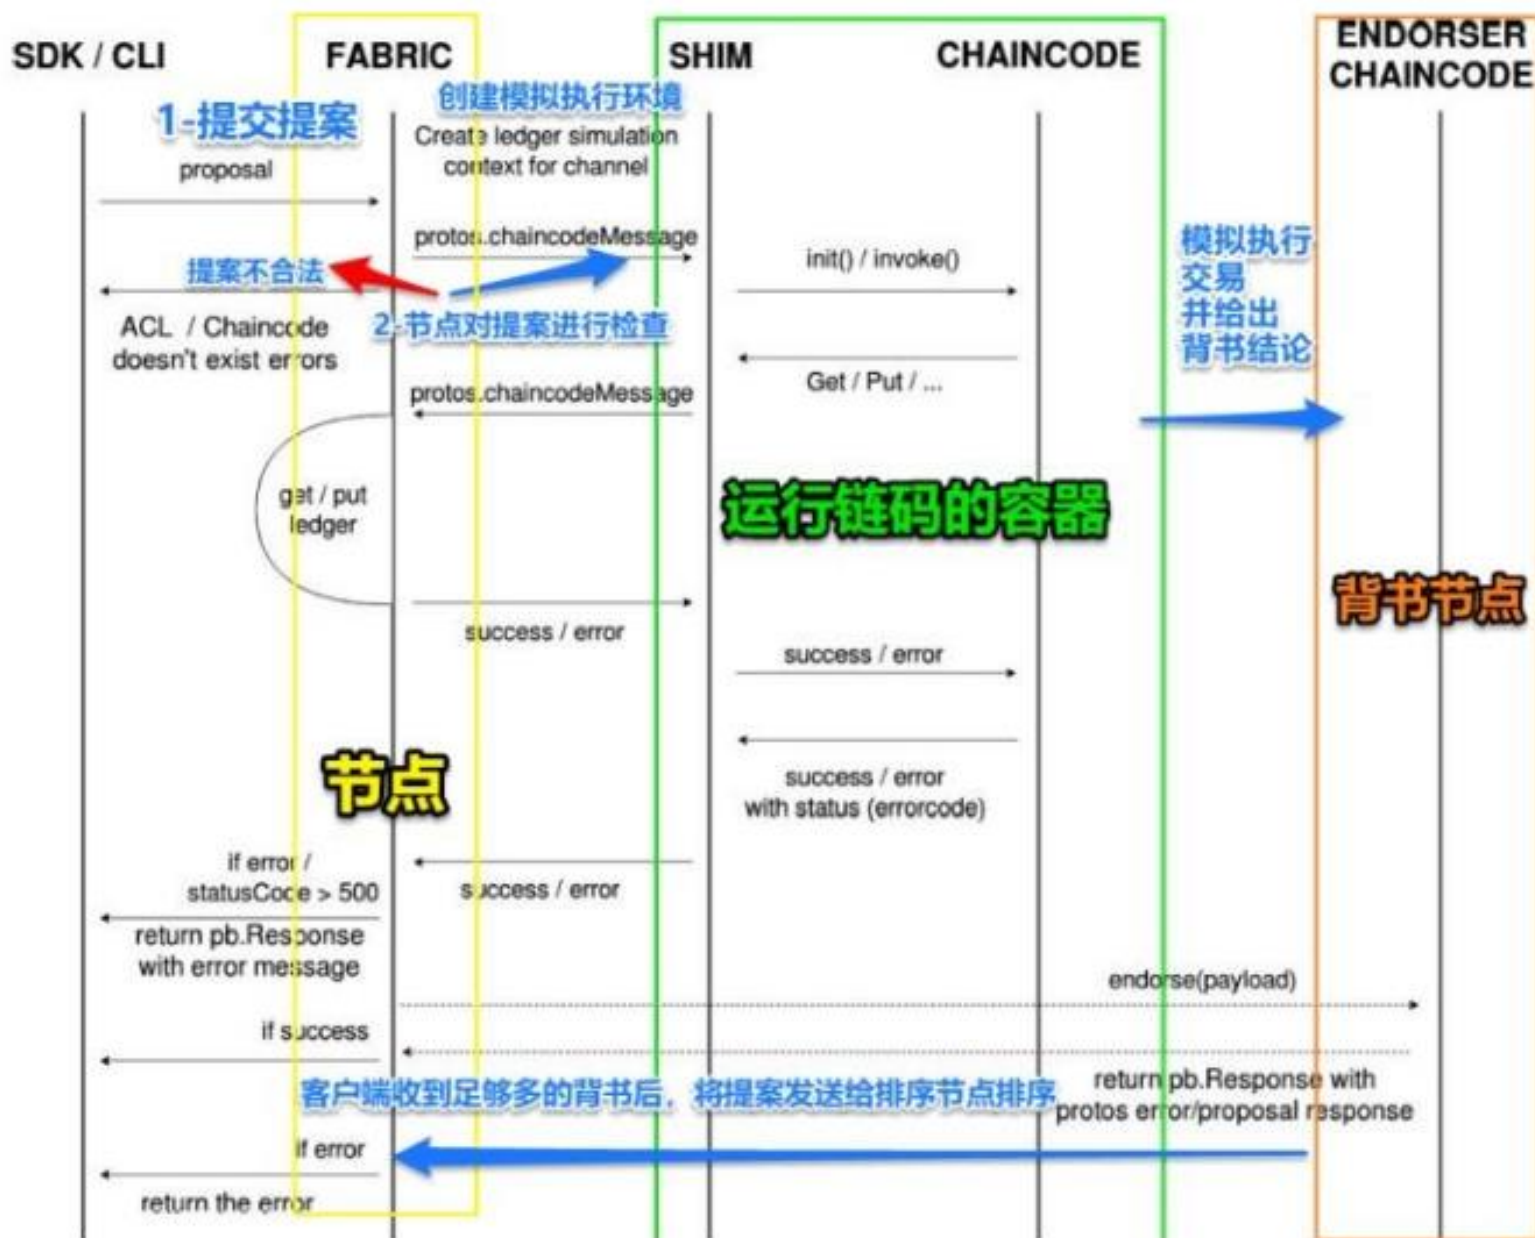 SDK / CLI
FABRIC
SHIM
CHAINCODE
ENDORSER
CHAINCODE
1-提交提案
创建模拟执行环境
Create ledger simulation
context for channel
proposal
protos.chaincodeMessage
init() / invoke()
模拟执行
交易
并给出
背书结论
提案不合法
2-节点对提案进行检查
ACL / Chaincode
doesn't exist errors
Get / Put / ...
protos.chaincodeMessage
get / put
ledger
运行链码的容器
背书节点
success / error
success / error
节点
success / error
with status (errorcode)
if error /
statusCode > 500
success / error
return pb.Response
with error message
endorse(payload)
if success
客户端收到足够多的背书后，将提案发送给排序节点排序
return pb.Response with
protos error/proposal response
if error
return the error